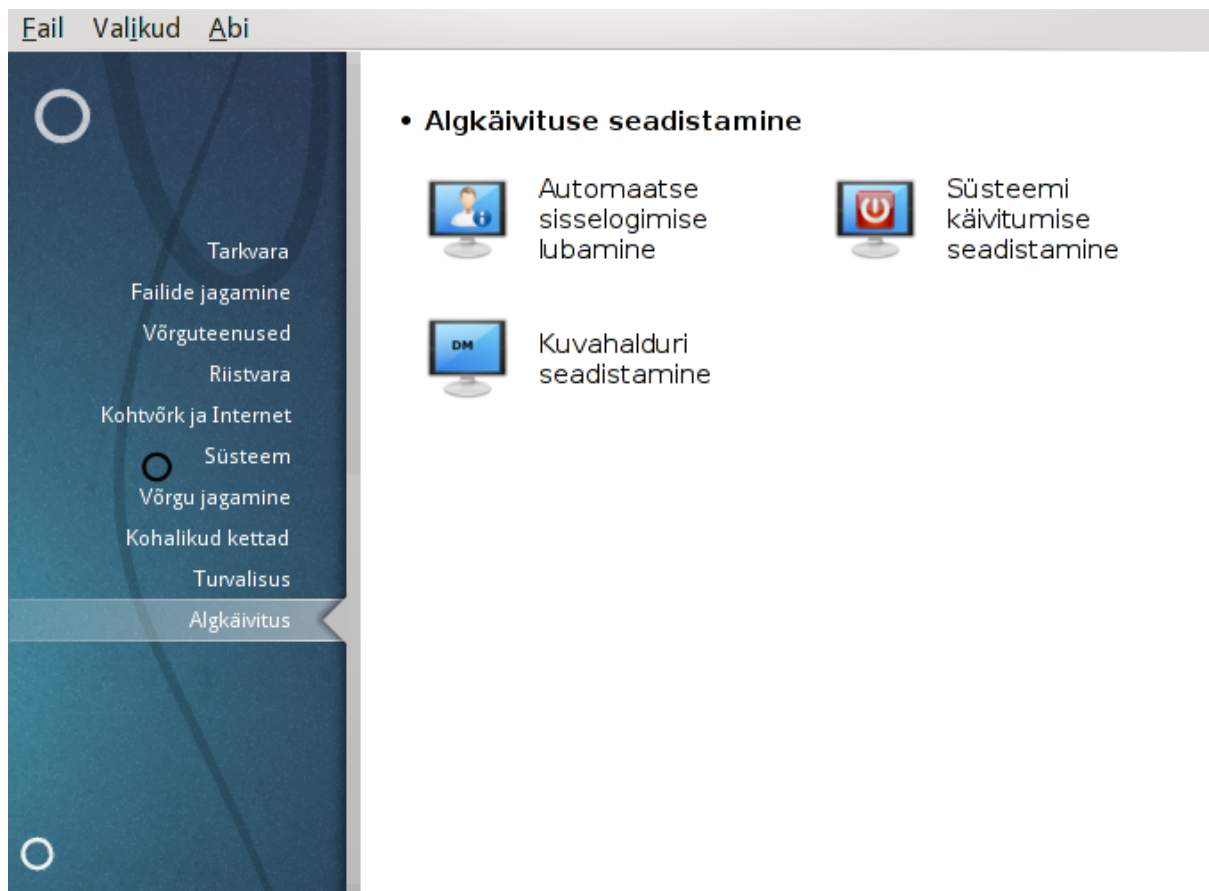 Fail Valikud Abi
Tarkvara
Failide jagamine
Võrguteenused
Riistvara
Kohtvõrk ja Internet
Süsteem
Võrgu jagamine
Kohalikud kettad
Turvalisus
Algkäivitus
• Algkäivituse seadistamine
Automaatse
sisselogimise
lubamine
Süsteemi
käivitumise
seadistamine
DM
Kuvahalduri
seadistamine